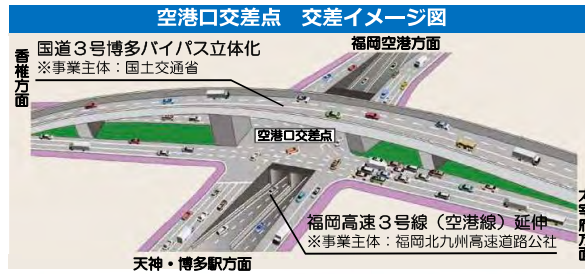 空港口交差点 交差イメージ図
国道3号博多バイパス立体化
※事業主体:国土交通省
福岡空港方面
香椎方面
空港口交差点
福岡高速3号線(空港線)延伸
※事業主体:福岡北九州高速道路公社
天神・博多駅方面